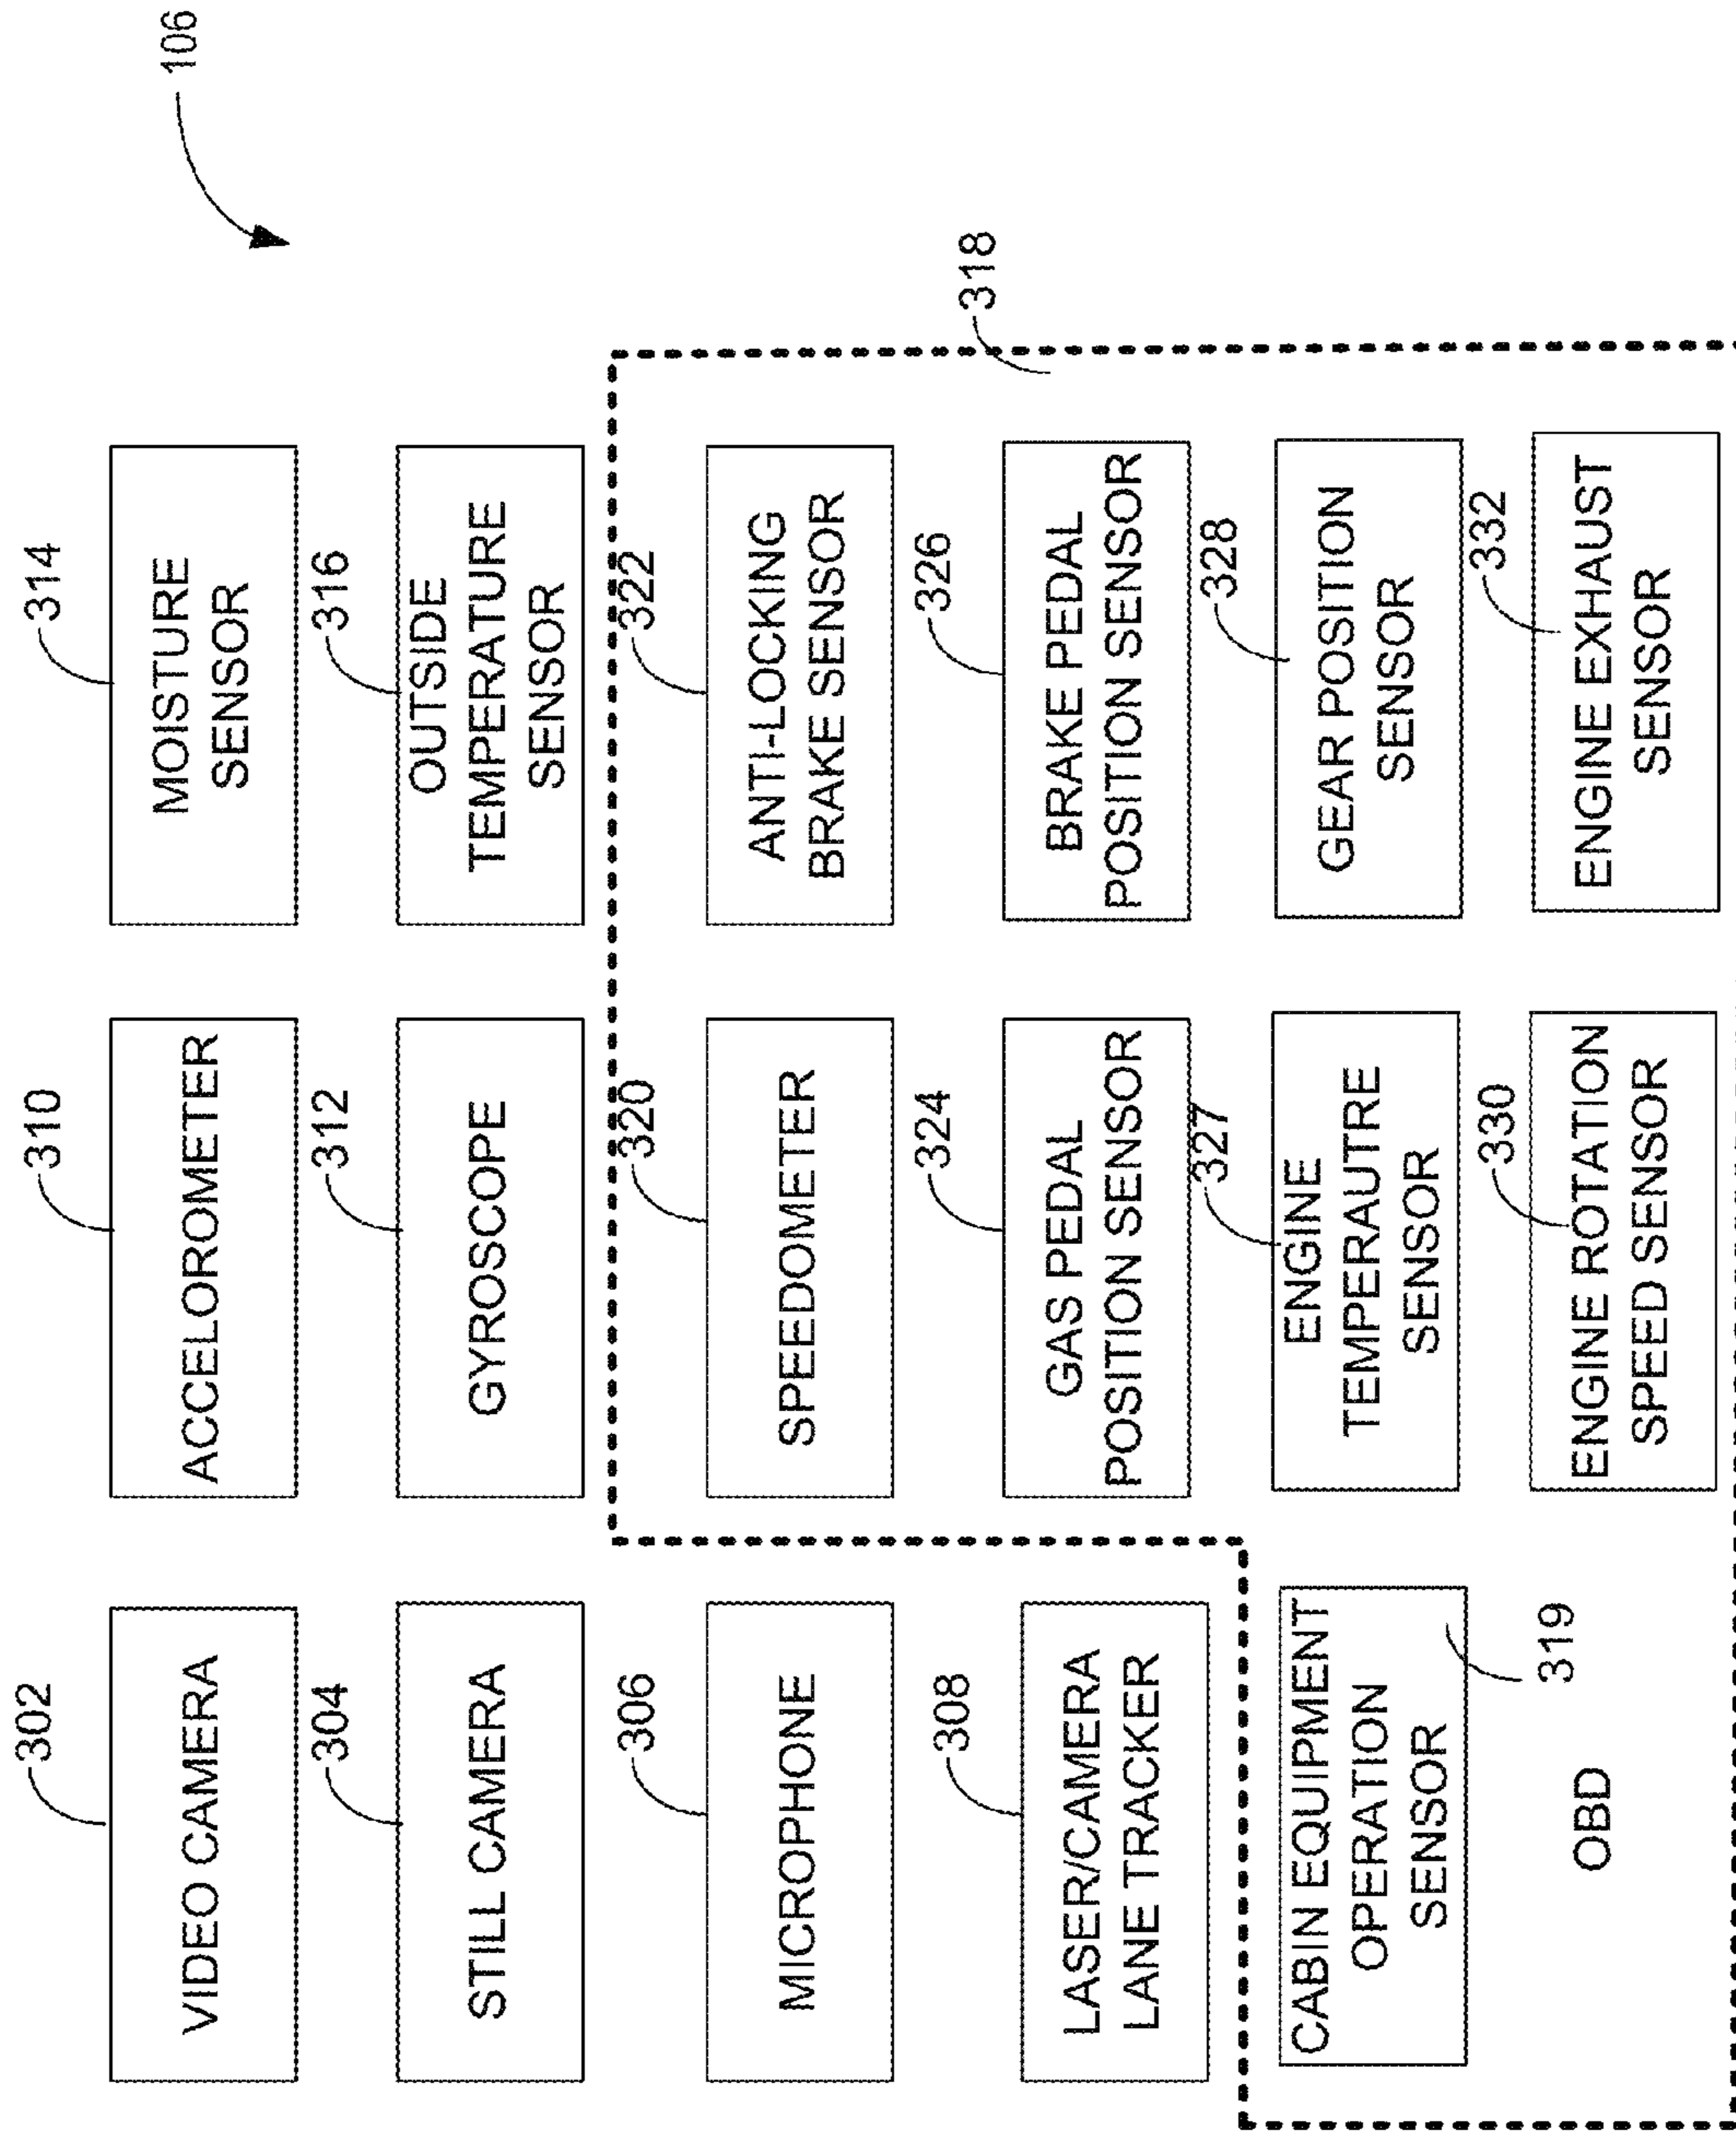 106
302
VIDEO CAMERA
310
ACCELOROMETER
314
MOISTURE
SENSOR
304
STILL CAMERA
312
GYROSCOPE
316
OUTSIDE
TEMPERATURE
SENSOR
306
MICROPHONE
320
SPEEDOMETER
322
ANTI-LOCKING
BRAKE SENSOR
318
308
LASER/CAMERA
LANE TRACKER
324
GAS PEDAL
POSITION SENSOR
326
BRAKE PEDAL
POSITION SENSOR
CABIN EQUIPMENT
OPERATION
SENSOR
319
327
ENGINE
TEMPERAUTRE
SENSOR
328
GEAR POSITION
SENSOR
OBD
330
ENGINE ROTATION
SPEED SENSOR
332
ENGINE EXHAUST
SENSOR